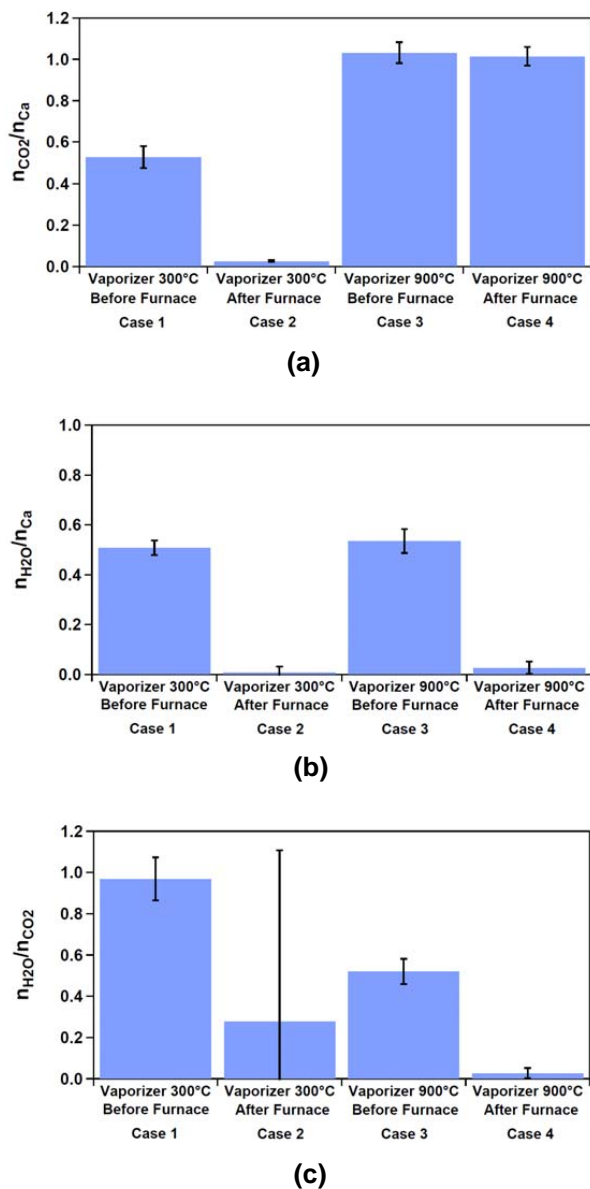 1.2
1.0
0.8
0.6
0.4
0.2
0.0
nCO2/nCa
Vaporizer 300°C Vaporizer 300°C Vaporizer 900°C Vaporizer 900°C
Before Furnace After Furnace Before Furnace After Furnace
Case 1 Case 2 Case 3 Case 4
(a)
1.0
0.8
0.6
0.4
0.2
0.0
nH2O/nCa
Vaporizer 300°C Vaporizer 300°C Vaporizer 900°C Vaporizer 900°C
Before Furnace After Furnace Before Furnace After Furnace
Case 1 Case 2 Case 3 Case 4
(b)
1.2
1.0
0.8
0.6
0.4
0.2
0.0
nH2O/nCO2
Vaporizer 300°C Vaporizer 300°C Vaporizer 900°C Vaporizer 900°C
Before Furnace After Furnace Before Furnace After Furnace
Case 1 Case 2 Case 3 Case 4
(c)